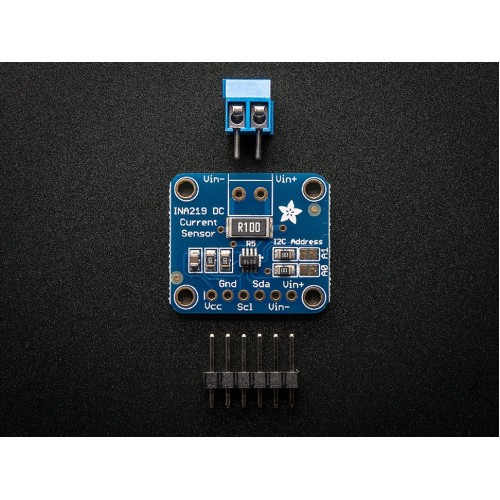 Vin- Vin+
INA219 DC
Current
Sensor
R100
R5
I2C Address
A1
A0
Gnd Sda Vin+
Vcc Scl Vin-